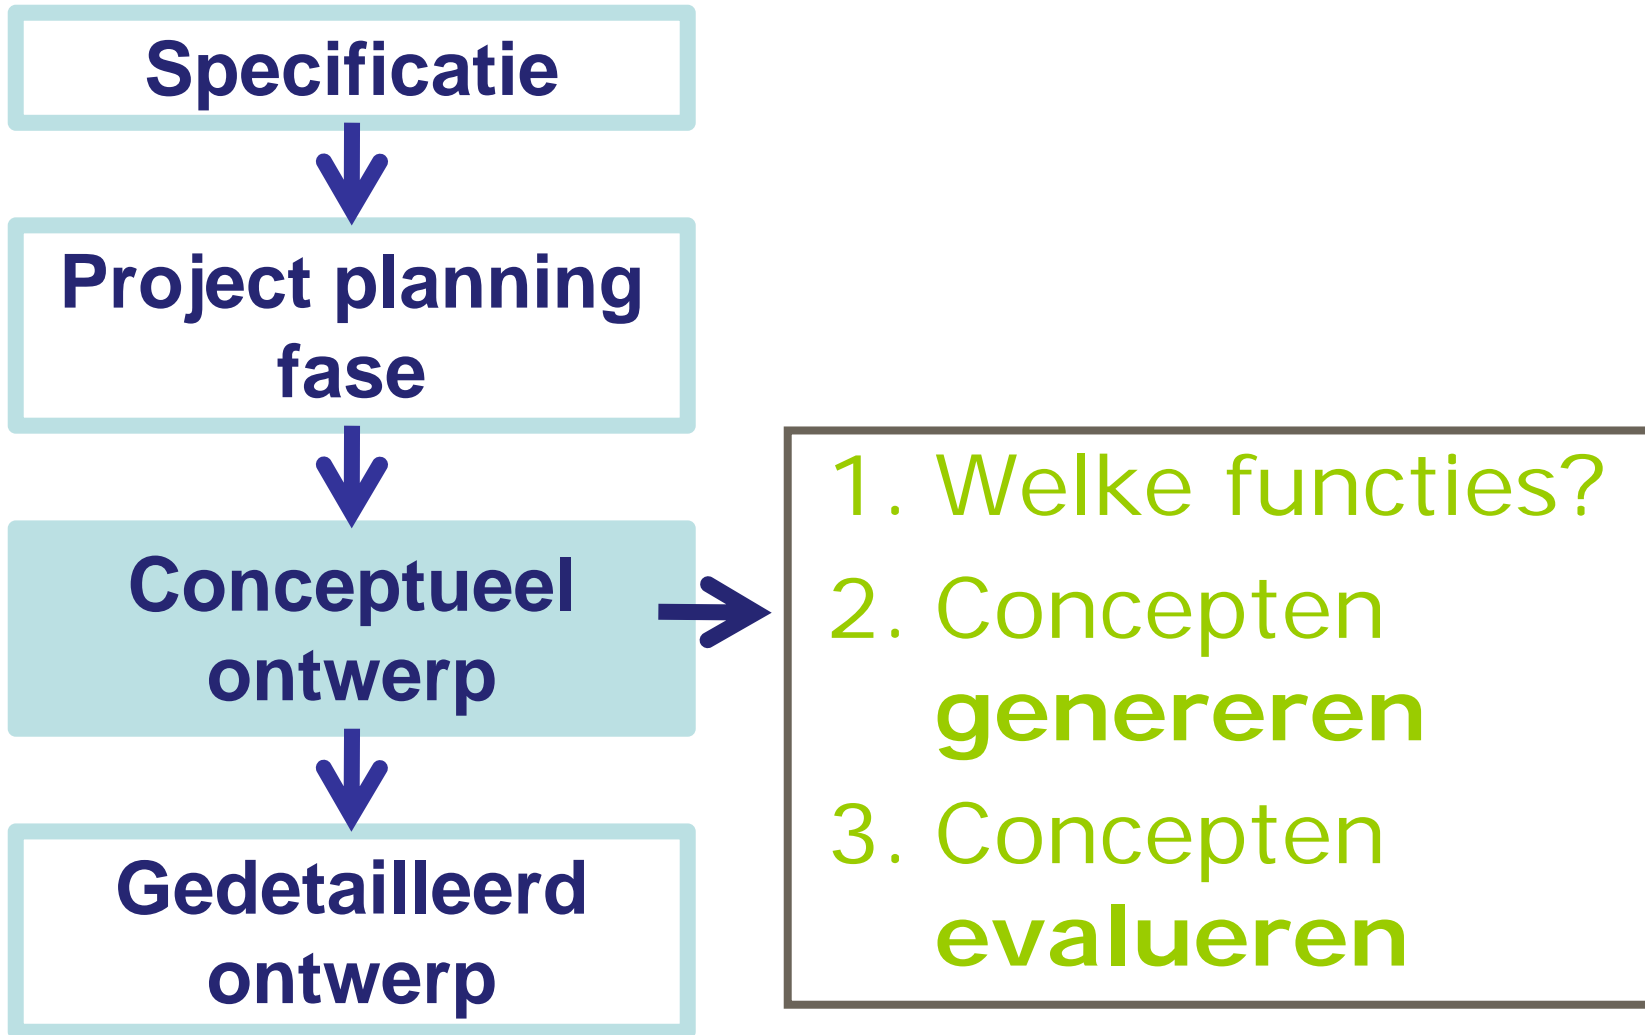 Specificatie
Project planning
fase
Conceptueel
ontwerp
Gedetailleerd
ontwerp
1. Welke functies?
2. Concepten
genereren
3. Concepten
evalueren